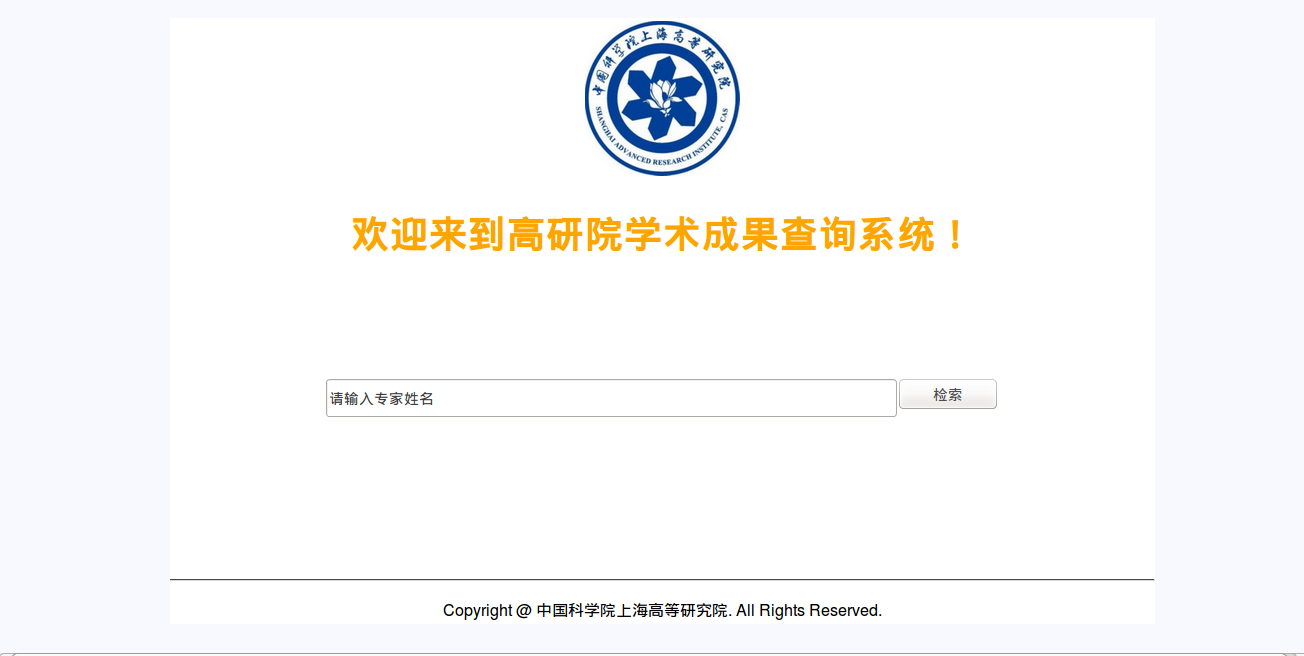 中国科学院上海高等研究院
SHANGHAI ADVANCED RESEARCH INSTITUTE, CAS
欢迎来到高研院学术成果查询系统！
请输入专家姓名
检索
Copyright @ 中国科学院上海高等研究院. All Rights Reserved.